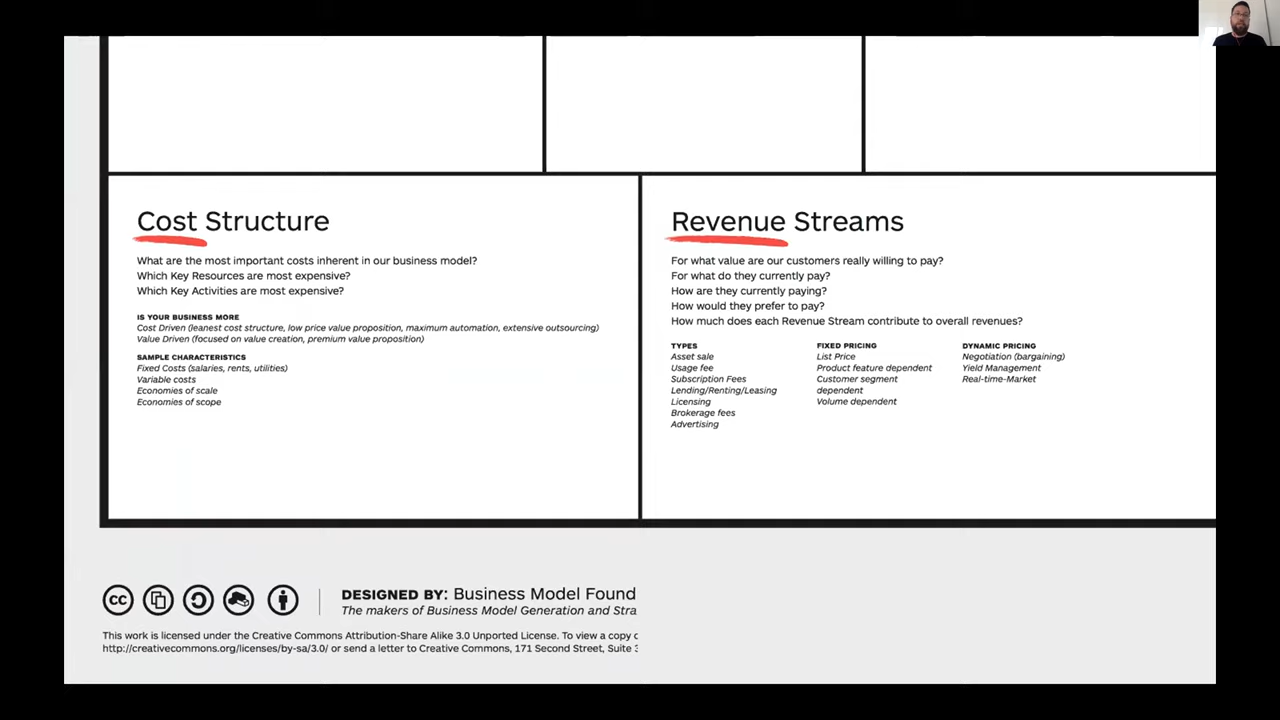 Cost Structure
What are the most important costs inherent in our business model?
Which Key Resources are most expensive?
Which Key Activities are most expensive?
IS YOUR BUSINESS MORE
Cost Driven (leanest cost structure, low price value proposition, maximum automation, extensive outsourcing)
Value Driven (focused on value creation, premium value proposition)
SAMPLE CHARACTERISTICS
Fixed Costs (salaries, rents, utilities)
Variable costs
Economies of scale
Economies of scope
Revenue Streams
For what value are our customers really willing to pay?
For what do they currently pay?
How are they currently paying?
How would they prefer to pay?
How much does each Revenue Stream contribute to overall revenues?
TYPES
Asset sale
Usage fee
Subscription Fees
Lending/Renting/Leasing
Licensing
Brokerage fees
Advertising
FIXED PRICING
List Price
Product feature dependent
Customer segment
dependent
Volume dependent
DYNAMIC PRICING
Negotiation (bargaining)
Yield Management
Real-time-Market
cc
DESIGNED BY: Business Model Found
The makers of Business Model Generation and Stra
This work is licensed under the Creative Commons Attribution-Share Alike 3.0 Unported License. To view a copy
http://creativecommons.org/licenses/by-sa/3.0/ or send a letter to Creative Commons, 171 Second Street, Suite